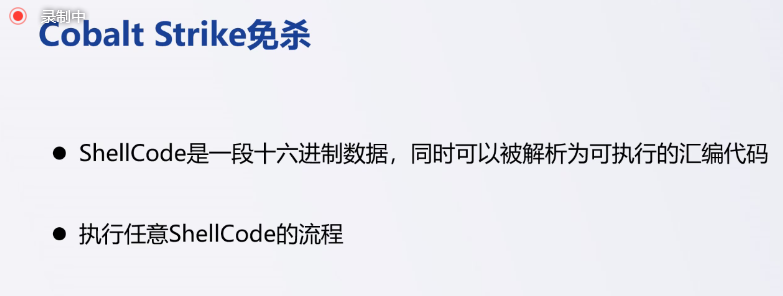 录制中
Cobalt Strike免杀
ShellCode是一段十六进制数据，同时可以被解析为可执行的汇编代码
执行任意ShellCode的流程